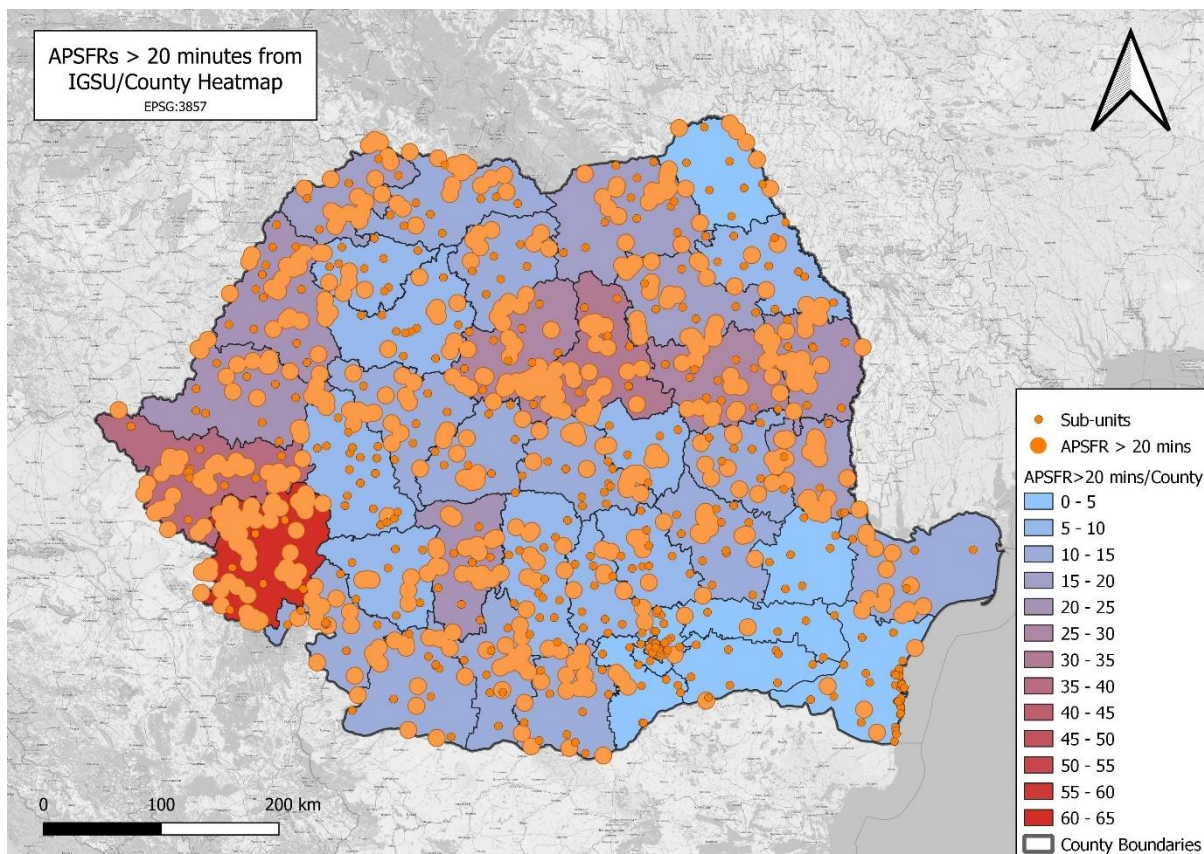 APSFRs > 20 minutes from
IGSU/County Heatmap
EPSG:3857
Sub-units
APSFR > 20 mins
APSFR>20 mins/County
0 - 5
5 - 10
10 - 15
15 - 20
20 - 25
25 - 30
30 - 35
35 - 40
40 - 45
45 - 50
50 - 55
55 - 60
60 - 65
County Boundaries
0 100 200 km